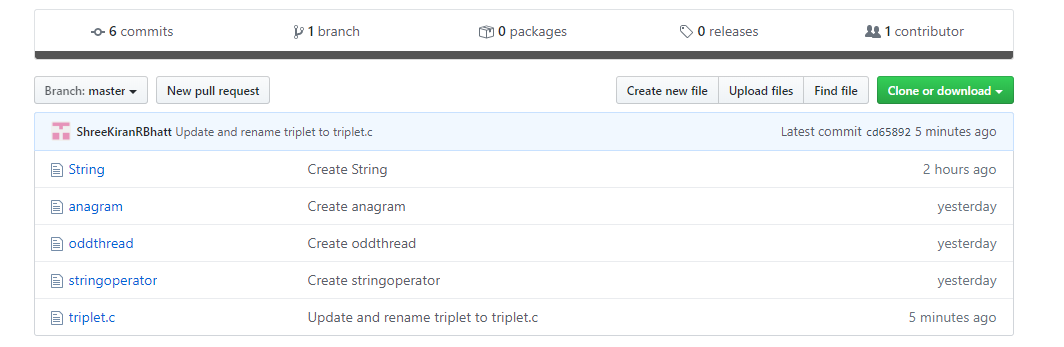 6 commits 1 branch 0 packages 0 releases 1 contributor
Branch: master New pull request Create new file Upload files Find file Clone or download
ShreeKiranRBhatt Update and rename triplet to triplet.c Latest commit cd65892 5 minutes ago
String Create String 2 hours ago
anagram Create anagram yesterday
oddthread Create oddthread yesterday
stringoperator Create stringoperator yesterday
triplet.c Update and rename triplet to triplet.c 5 minutes ago